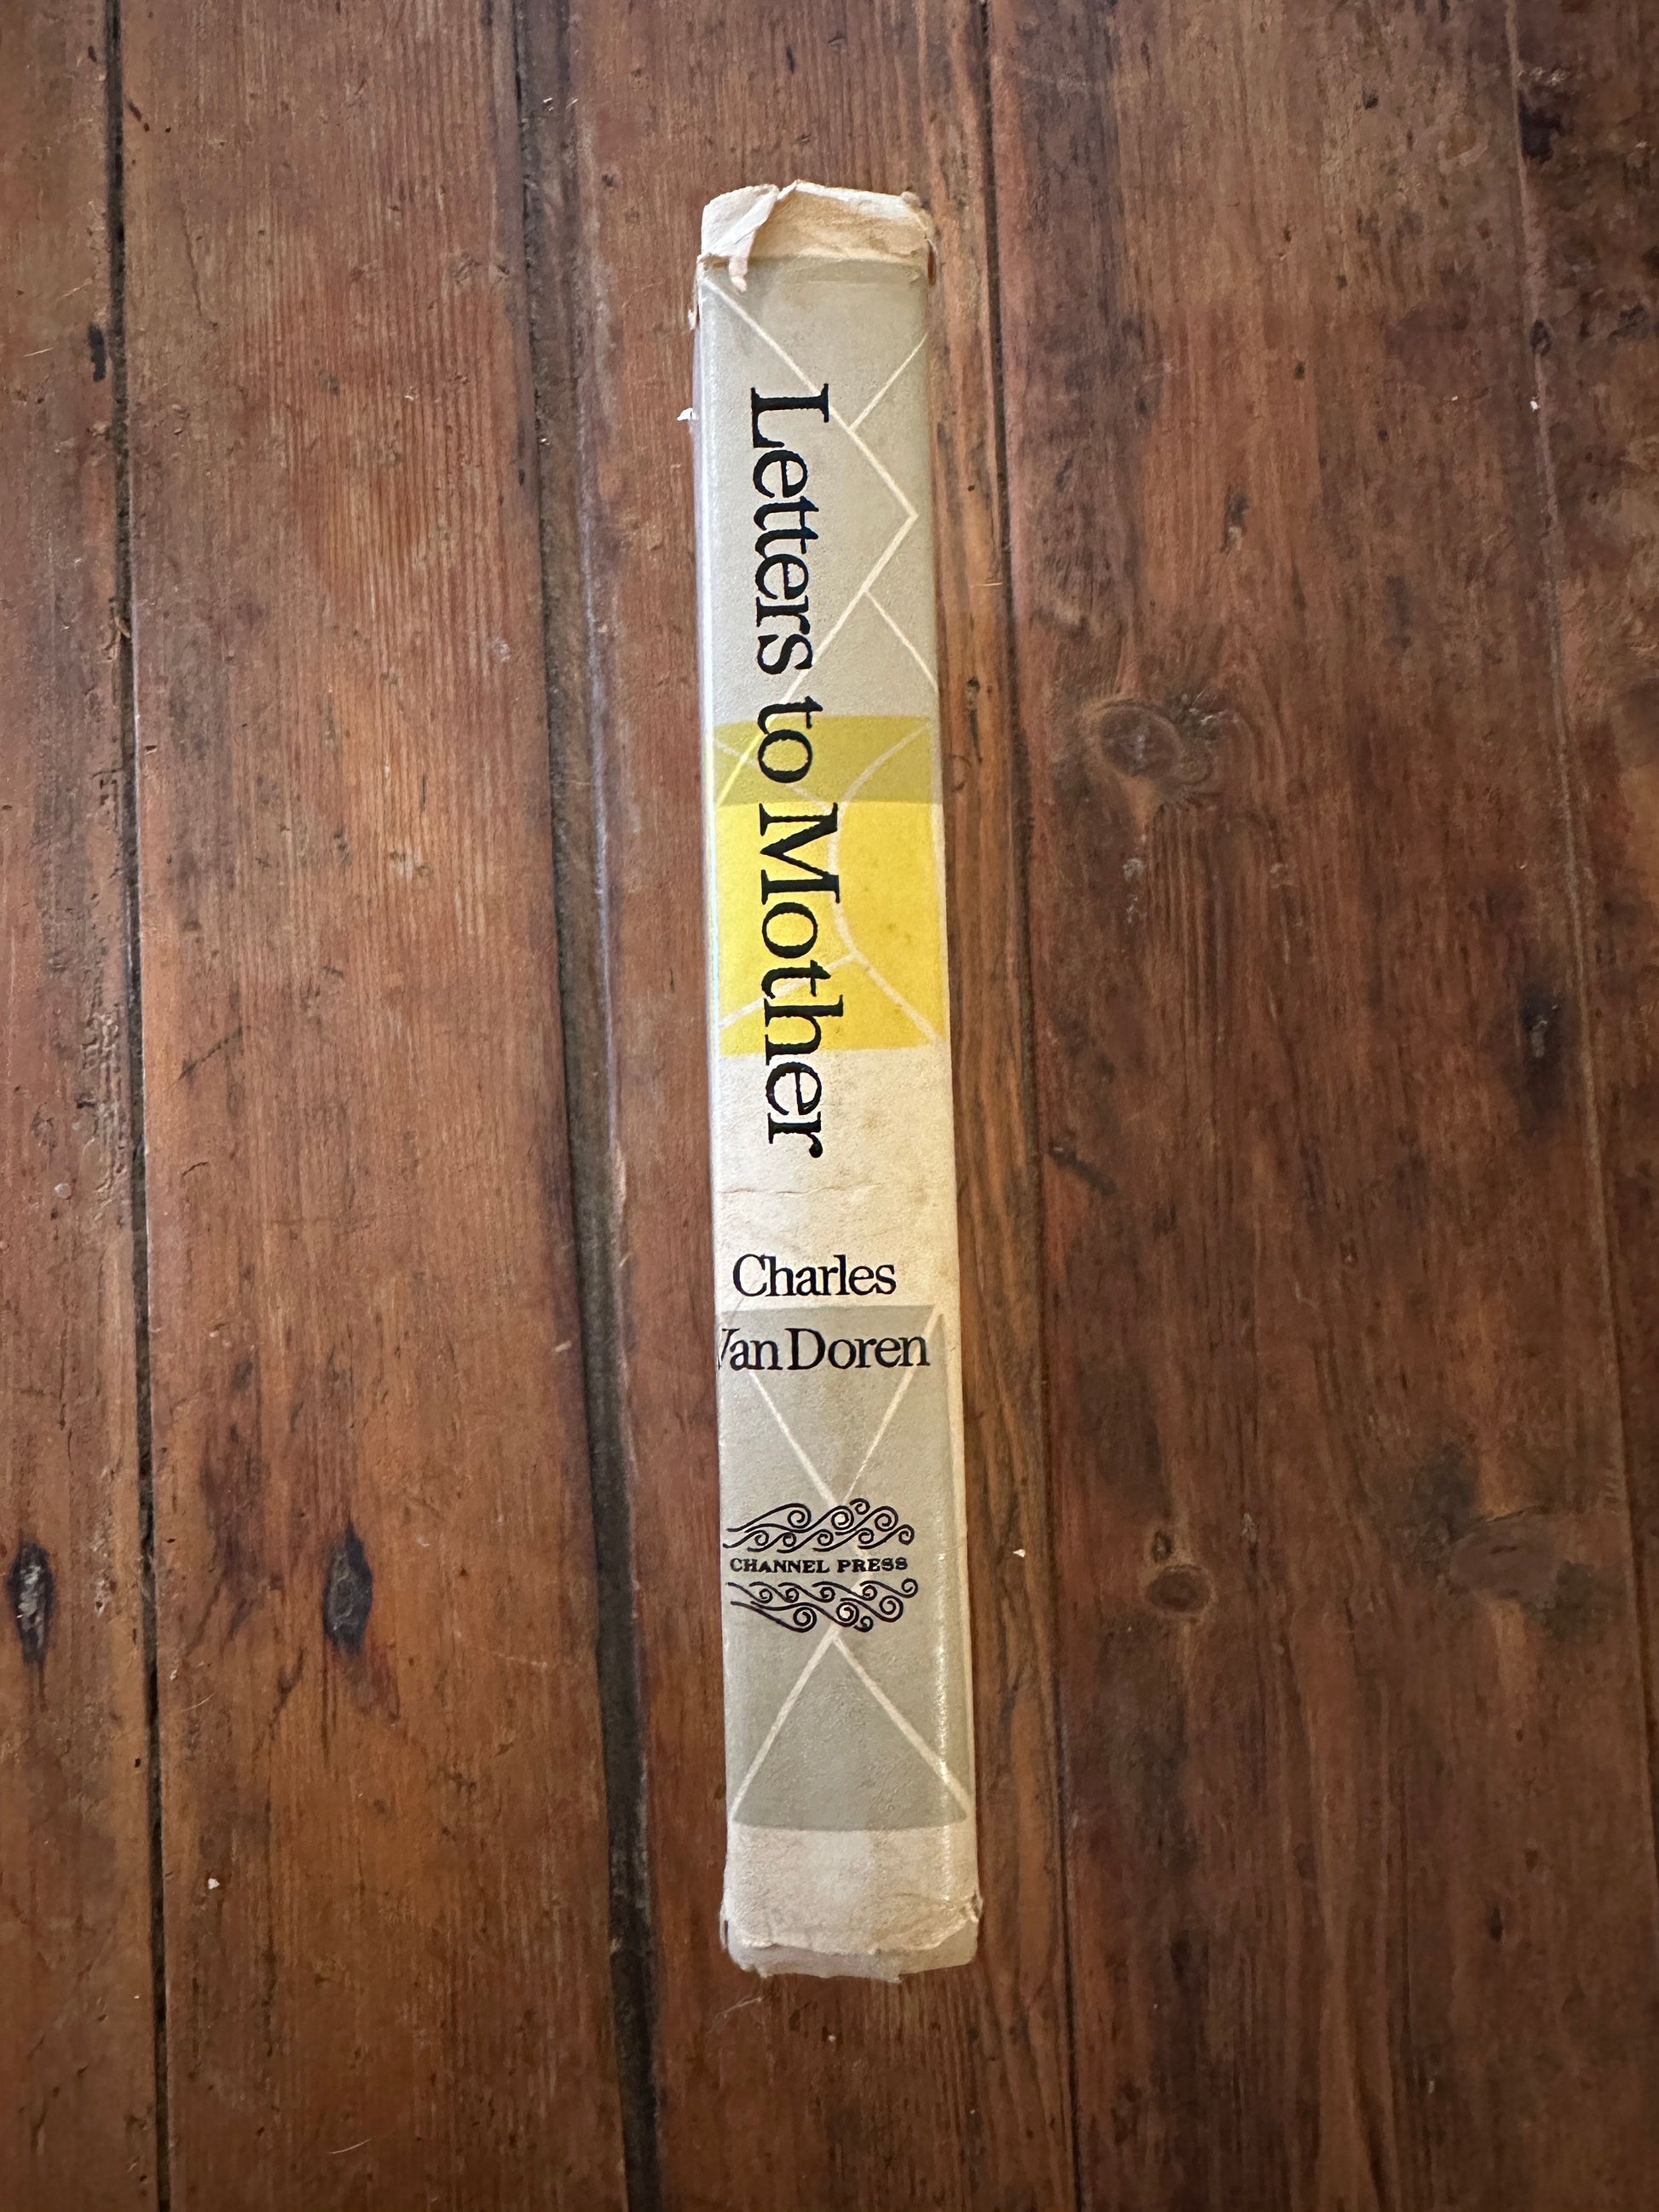 Letters to Mother
Charles
Van Doren
CHANNEL PRESS